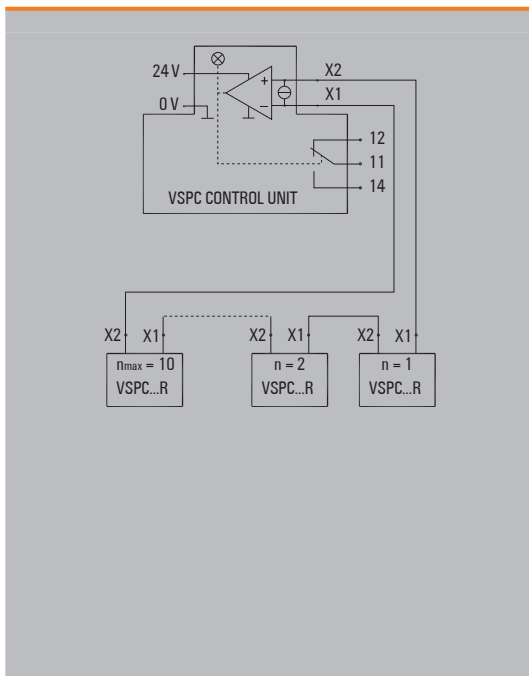 24 V
X2
+
0 V
–
X1
12
11
14
VSPC CONTROL UNIT
X2 X1 X2 X1 X2 X1
nmax = 10 n = 2 n = 1
VSPC...R VSPC...R VSPC...R